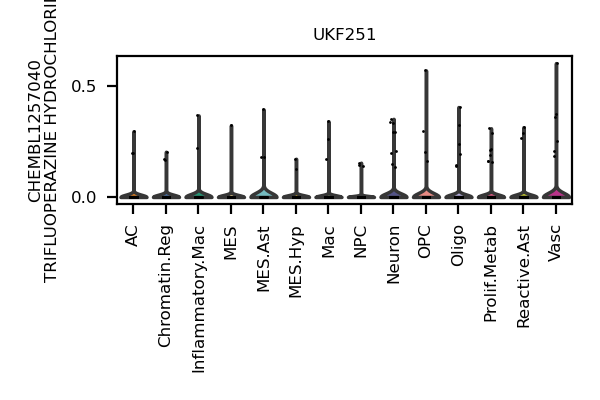 UKF251
CHEMBL1257040
TRIFLUOPERAZINE HYDROCHLORI
0.5
0.0
AC
Chromatin.Reg
Inflammatory.Mac
MES
MES.Ast
MES.Hyp
Mac
NPC
Neuron
OPC
Oligo
Prolif.Metab
Reactive.Ast
Vasc